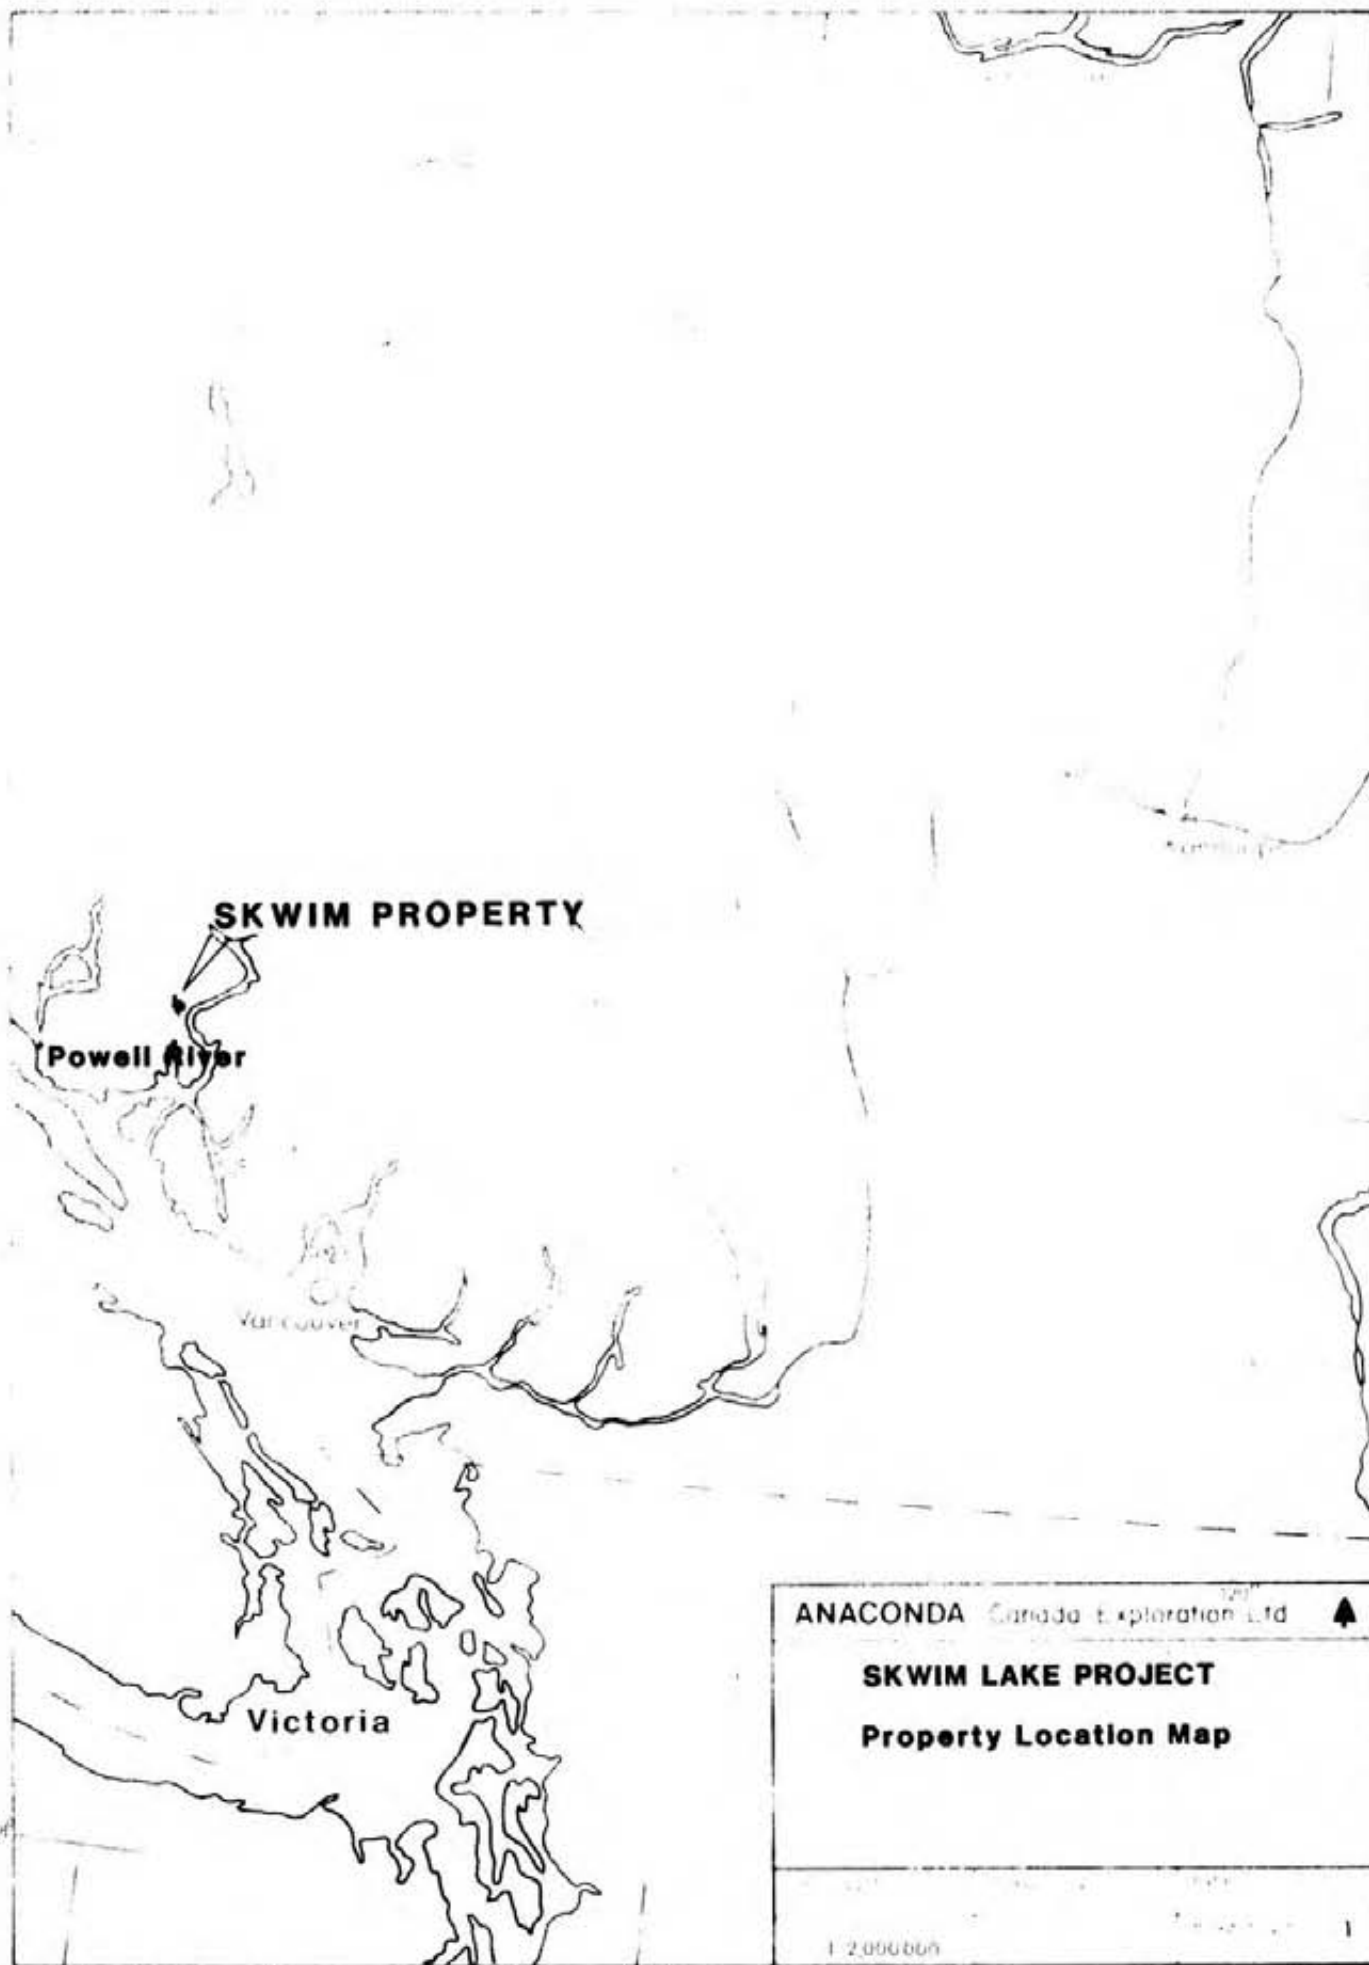 SKWIM PROPERTY
Powell River
Vancouver
Victoria
ANACONDA Canada Exploration Ltd
SKWIM LAKE PROJECT
Property Location Map
1:2,000,000
1